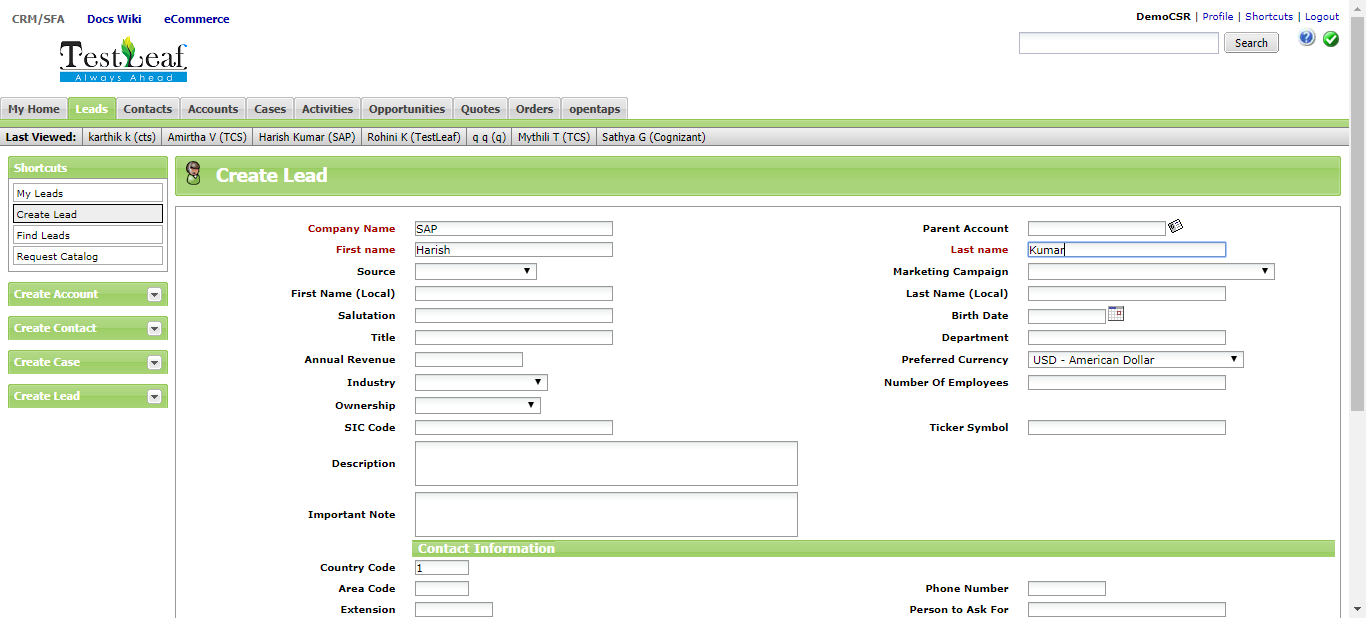 CRM/SFA Docs Wiki eCommerce
DemoCSR | Profile | Shortcuts | Logout
TestLeaf
Always Ahead
Search
?
My Home Leads Contacts Accounts Cases Activities Opportunities Quotes Orders opentaps
Last Viewed: karthik k (cts) Amirtha V (TCS) Harish Kumar (SAP) Rohini K (TestLeaf) q q (q) Mythili T (TCS) Sathya G (Cognizant)
Shortcuts
My Leads
Create Lead
Find Leads
Request Catalog
Create Account
Create Contact
Create Case
Create Lead
Create Lead
Company Name SAP Parent Account
First name Harish Last name Kumar
Source Marketing Campaign
First Name (Local) Last Name (Local)
Salutation Birth Date
Title Department
Annual Revenue Preferred Currency USD - American Dollar
Industry Number Of Employees
Ownership
SIC Code Ticker Symbol
Description
Important Note
Contact Information
Country Code 1
Area Code Phone Number
Extension Person to Ask For